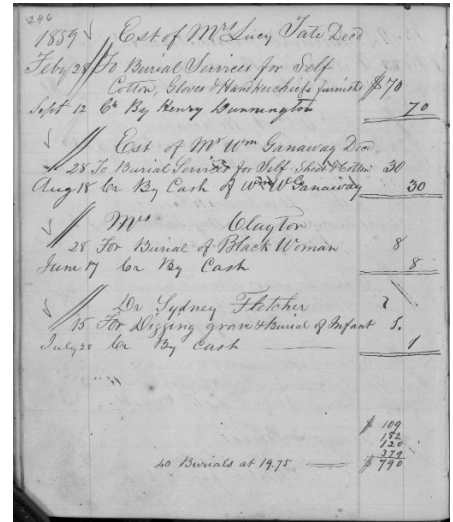 246
1859 Est of Mrs Lucy Tate Decd
Feby 28 To Burial Services for Self
Cotton, Gloves & Handkerchiefs furnished $70
Sept 12 Cr By Henry Dunnington 70
Est of Mr Wm Ganaway Decd
28 To Burial Services for Self Shroud & Cotton 30
Aug 18 Cr By Cash of Wm W Ganaway 30
Mrs Clayton
28 For Burial of Black Woman 8
June 17 Cr By Cash 8
Dr Sydney Fletcher
15 For Digging grave & Burial of Infant
July 25 Cr By Cash 1
$ 109
182
120
379
40 Burials at 19.75 $ 790